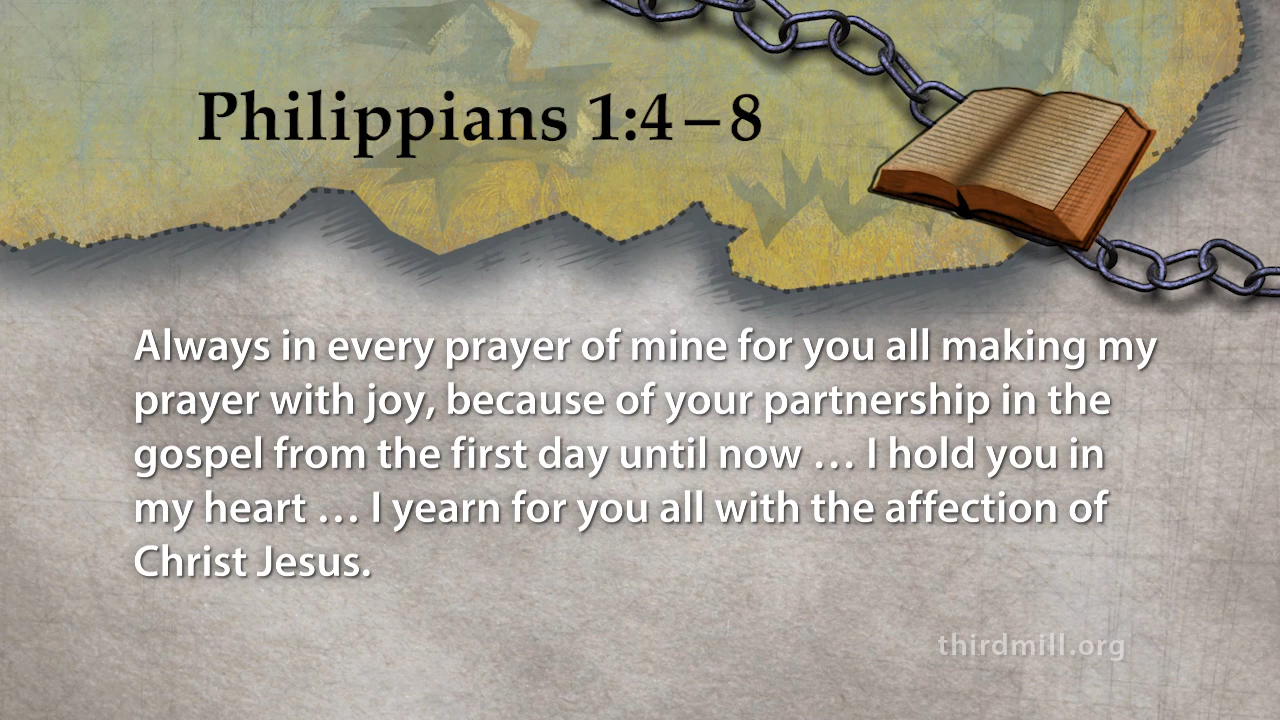 Philippians 1:4–8
Always in every prayer of mine for you all making my
prayer with joy, because of your partnership in the
gospel from the first day until now … I hold you in
my heart … I yearn for you all with the affection of
Christ Jesus.
thirdmill.org